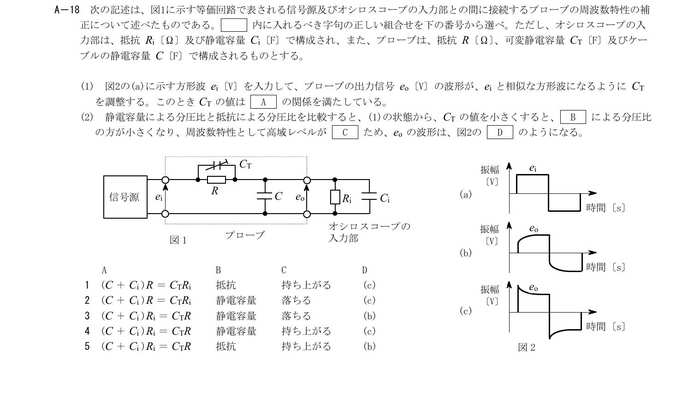 A－18 次の記述は、図1に示す等価回路で表される信号源及びオシロスコープの入力部との間に接続するプローブの周波数特性の補
正について述べたものである。 内に入れるべき字句の正しい組合せを下の番号から選べ。ただし、オシロスコープの入
力部は、抵抗 Ri〔Ω〕及び静電容量 Ci〔F〕で構成され、また、プローブは、抵抗 R〔Ω〕、可変静電容量 CT〔F〕及びケー
ブルの静電容量 C〔F〕で構成されるものとする。
(1) 図2の(a)に示す方形波 ei〔V〕を入力して、プローブの出力信号 eo〔V〕の波形が、ei と相似な方形波になるように CT
を調整する。このとき CT の値は A の関係を満たしている。
(2) 静電容量による分圧比と抵抗による分圧比を比較すると、(1)の状態から、CT の値を小さくすると、 B による分圧比
の方が小さくなり、周波数特性として高域レベルが C ため、eo の波形は、図2の D のようになる。
信号源 ei CT R C eo Ri Ci
プローブ
オシロスコープの
入力部
図1
振幅
〔V〕
ei
(a)
時間〔s〕
振幅
〔V〕
eo
(b)
時間〔s〕
振幅
〔V〕
eo
(c)
時間〔s〕
図2
A B C D
1 (C + Ci)R = CTRi 抵抗 持ち上がる (c)
2 (C + Ci)R = CTRi 静電容量 落ちる (c)
3 (C + Ci)Ri = CTR 静電容量 落ちる (b)
4 (C + Ci)Ri = CTR 静電容量 持ち上がる (c)
5 (C + Ci)Ri = CTR 抵抗 持ち上がる (b)